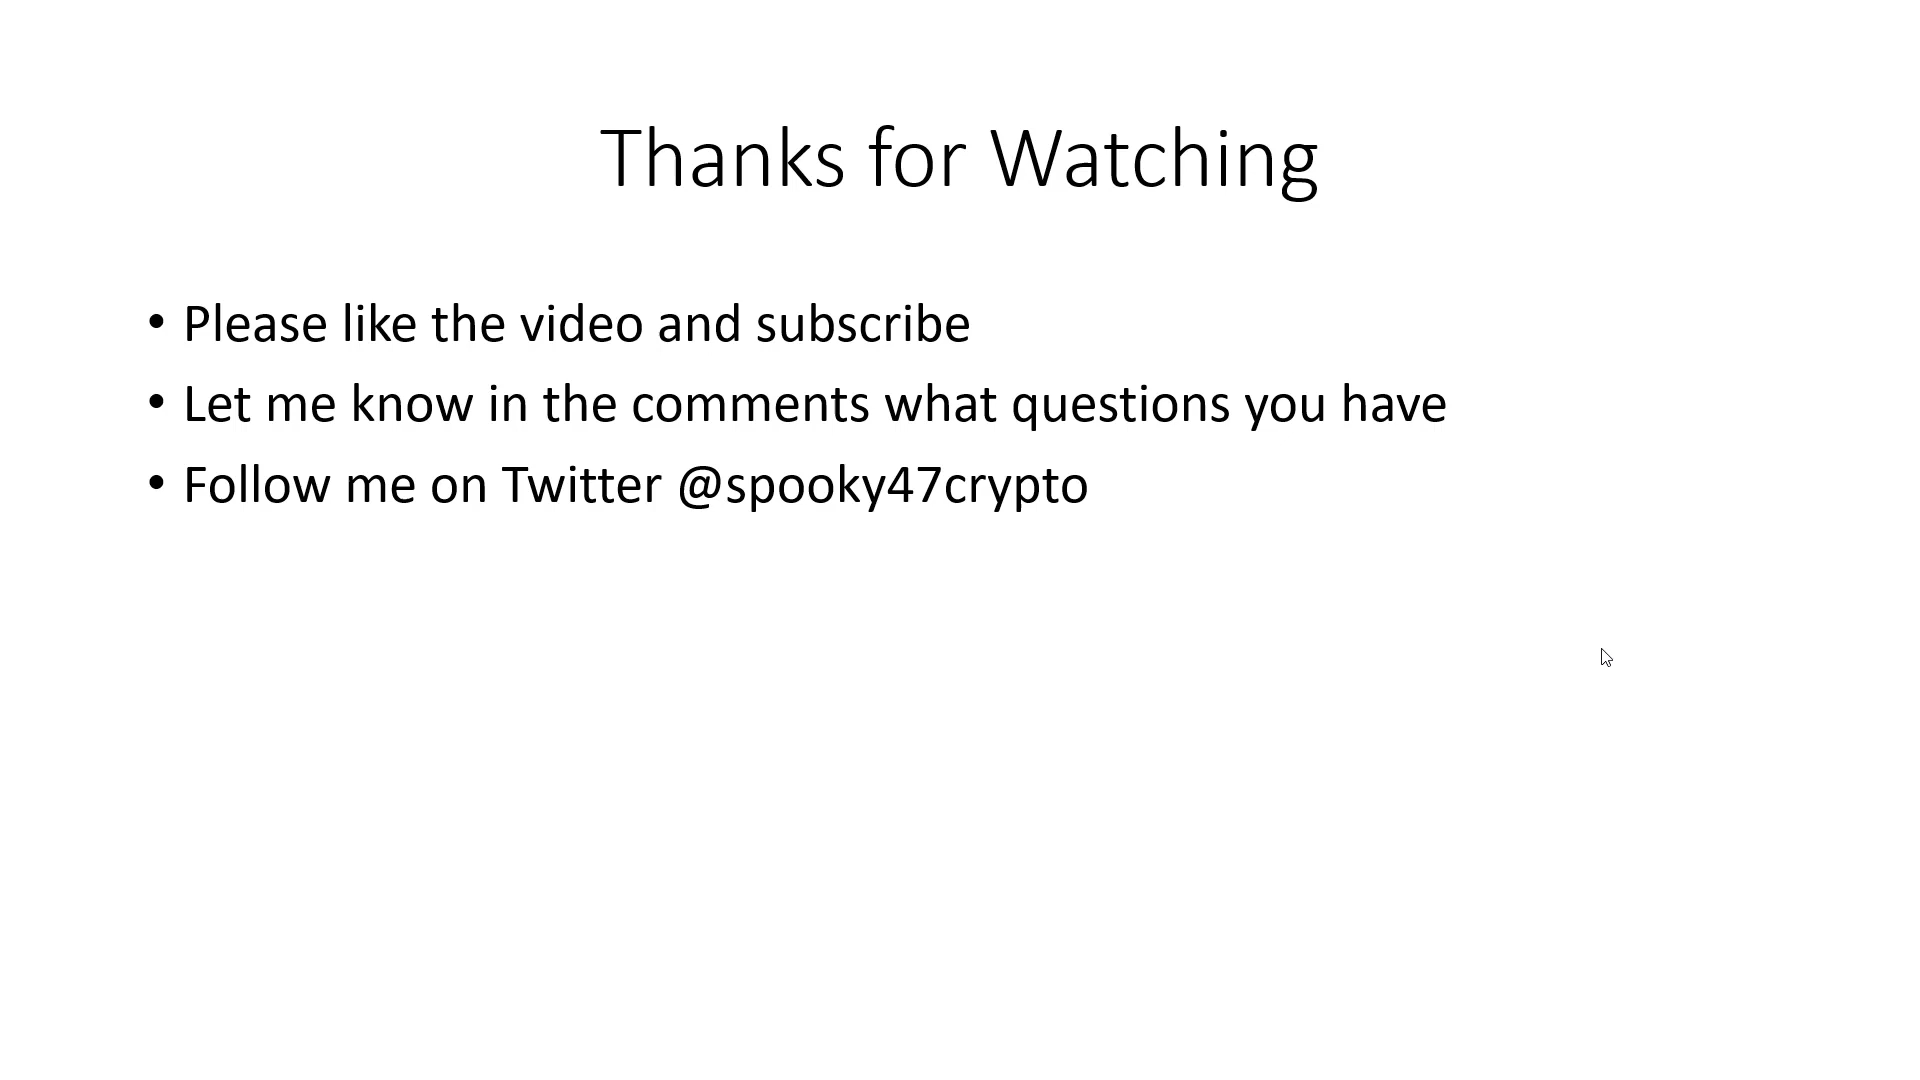 Thanks for Watching
• Please like the video and subscribe
• Let me know in the comments what questions you have
• Follow me on Twitter @spooky47crypto